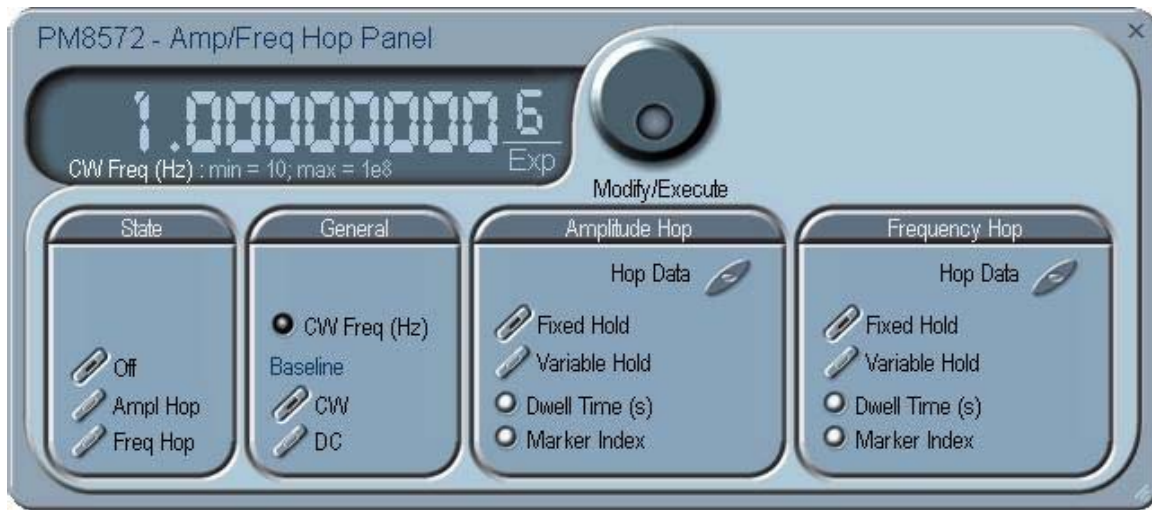 PM8572 - Amp/Freq Hop Panel
1.00000000 6
CW Freq (Hz) : min = 10; max = 1e8
Exp
Modify/Execute
State
Off
Ampl Hop
Freq Hop
General
CW Freq (Hz)
Baseline
CW
DC
Amplitude Hop
Hop Data
Fixed Hold
Variable Hold
Dwell Time (s)
Marker Index
Frequency Hop
Hop Data
Fixed Hold
Variable Hold
Dwell Time (s)
Marker Index